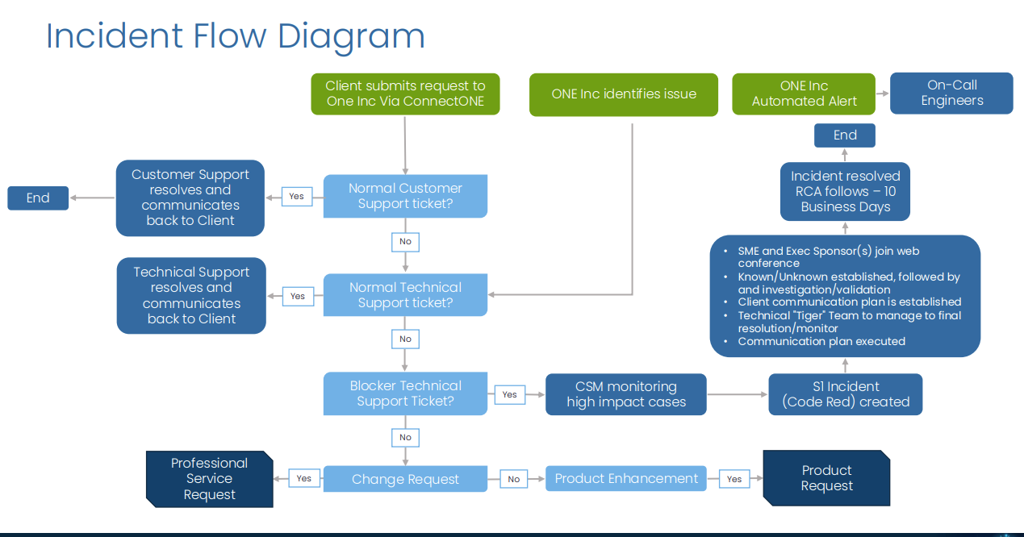 Incident Flow Diagram
Client submits request to
One Inc Via ConnectONE
ONE Inc identifies issue
ONE Inc
Automated Alert
On-Call
Engineers
End
Incident resolved
RCA follows – 10
Business Days
Customer Support
resolves and
communicates
back to Client
End
Yes
Normal Customer
Support ticket?
No
• SME and Exec Sponsor(s) join web
conference
• Known/Unknown established, followed by
and investigation/validation
• Client communication plan is established
• Technical "Tiger" Team to manage to final
resolution/monitor
• Communication plan executed
Technical Support
resolves and
communicates
back to Client
Yes
Normal Technical
Support ticket?
No
Blocker Technical
Support Ticket?
Yes
CSM monitoring
high impact cases
S1 Incident
(Code Red) created
No
Professional
Service
Request
Yes
Change Request
No
Product Enhancement
Yes
Product
Request